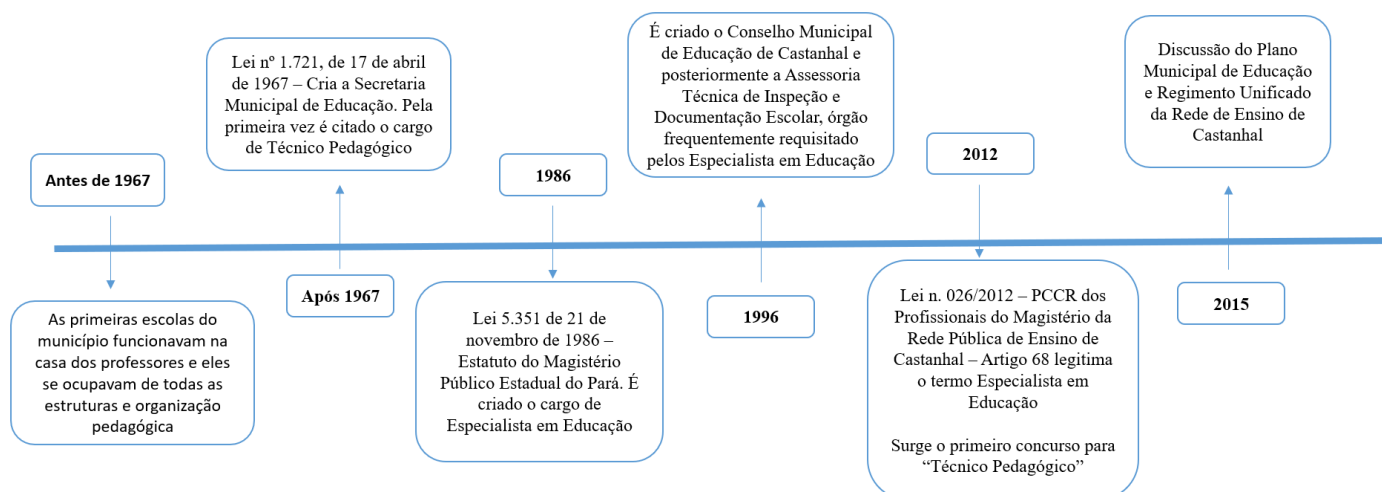 Antes de 1967
As primeiras escolas do
município funcionavam na
casa dos professores e eles
se ocupavam de todas as
estruturas e organização
pedagógica
Lei nº 1.721, de 17 de abril
de 1967 – Cria a Secretaria
Municipal de Educação. Pela
primeira vez é citado o cargo
de Técnico Pedagógico
Após 1967
1986
Lei 5.351 de 21 de
novembro de 1986 –
Estatuto do Magistério
Público Estadual do Pará. É
criado o cargo de
Especialista em Educação
É criado o Conselho Municipal
de Educação de Castanhal e
posteriormente a Assessoria
Técnica de Inspeção e
Documentação Escolar, órgão
frequentemente requisitado
pelos Especialista em Educação
1996
2012
Lei n. 026/2012 – PCCR dos
Profissionais do Magistério da
Rede Pública de Ensino de
Castanhal – Artigo 68 legitima
o termo Especialista em
Educação
Surge o primeiro concurso para
“Técnico Pedagógico”
Discussão do Plano
Municipal de Educação
e Regimento Unificado
da Rede de Ensino de
Castanhal
2015